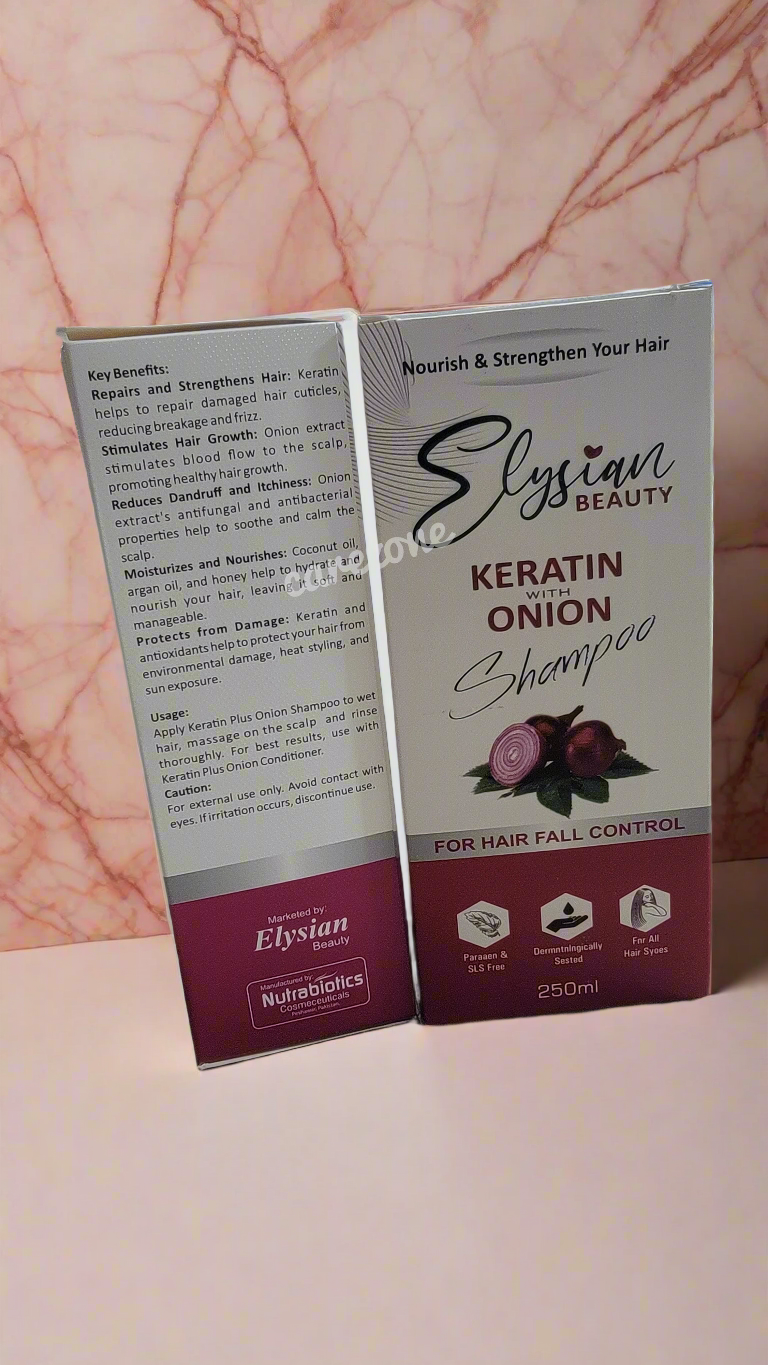 Key Benefits:
Repairs and Strengthens Hair: Keratin
helps to repair damaged hair cuticles,
reducing breakage and frizz.
Stimulates Hair Growth: Onion extract
stimulates blood flow to the scalp,
promoting healthy hair growth.
Reduces Dandruff and Itchiness: Onion
extract's antifungal and antibacterial
properties help to soothe and calm the
scalp.
Moisturizes and Nourishes: Coconut oil,
argan oil, and honey help to hydrate and
nourish your hair, leaving it soft and
manageable.
Protects from Damage: Keratin and
antioxidants help to protect your hair from
environmental damage, heat styling, and
sun exposure.
Usage:
Apply Keratin Plus Onion Shampoo to wet
hair, massage on the scalp and rinse
thoroughly. For best results, use with
Keratin Plus Onion Conditioner.
Caution:
For external use only. Avoid contact with
eyes. If irritation occurs, discontinue use.
Marketed by:
Elysian
Beauty
Manufactured by:
Nutrabiotics
Cosmeceuticals
Peshawar, Pakistan.
carezone
Nourish & Strengthen Your Hair
Elysian
BEAUTY
KERATIN
WITH
ONION
Shampoo
FOR HAIR FALL CONTROL
Paraaen &
SLS Free
Dermntnlngically
Sested
Fnr All
Hair Syoes
250ml